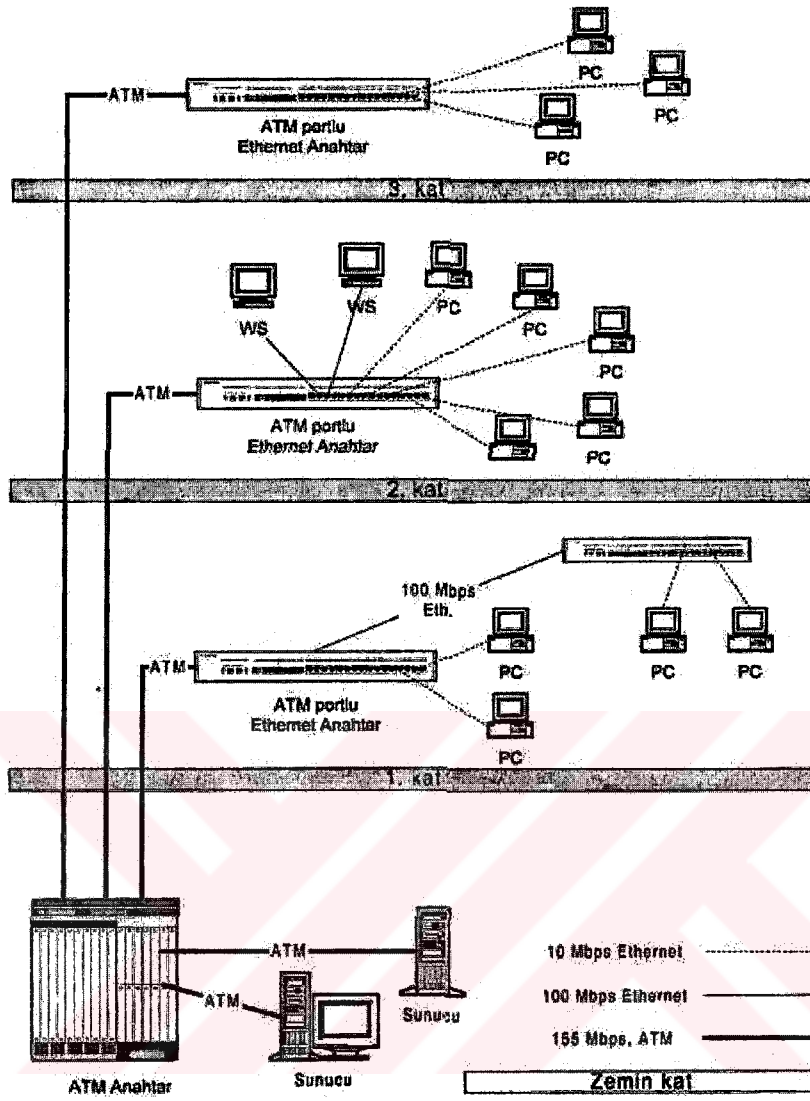 PC
ATM
PC
ATM portlu
Ethernet Anahtar
PC
3. kat
WS
WS
PC
PC
PC
ATM
ATM portlu
Ethernet Anahtar
PC
2. kat
100 Mbps
Eth.
ATM
PC
PC
PC
ATM portlu
Ethernet Anahtar
PC
1. kat
ATM
10 Mbps Ethernet
ATM
100 Mbps Ethernet
Sunucu
155 Mbps, ATM
ATM Anahtar
Sunucu
Zemin kat